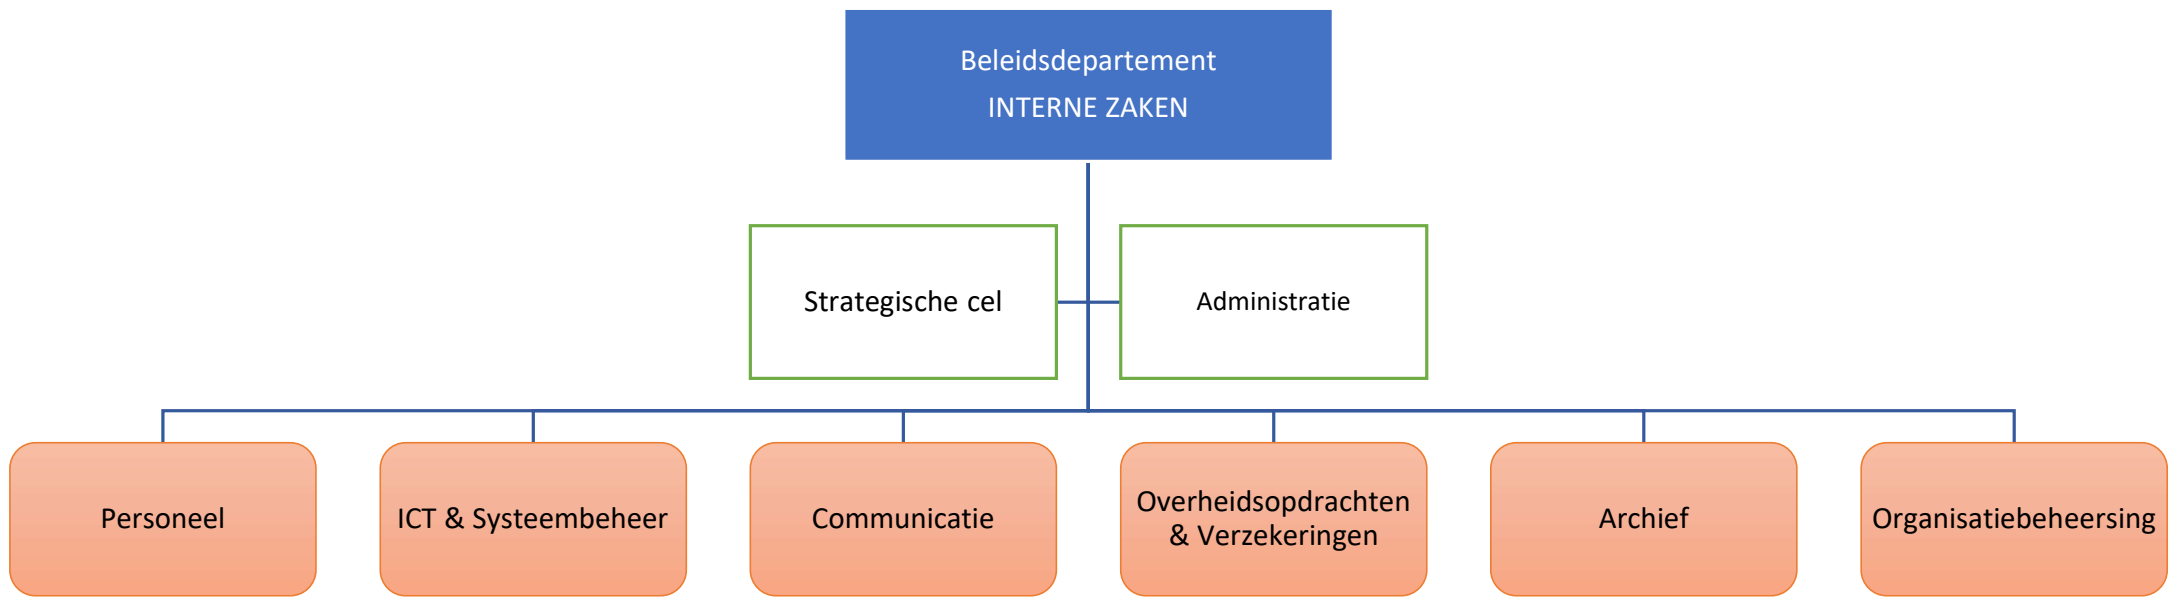 Beleidsdepartement
INTERNE ZAKEN
Strategische cel
Administratie
Personeel
ICT & Systeembeheer
Communicatie
Overheidsopdrachten
& Verzekeringen
Archief
Organisatiebeheersing